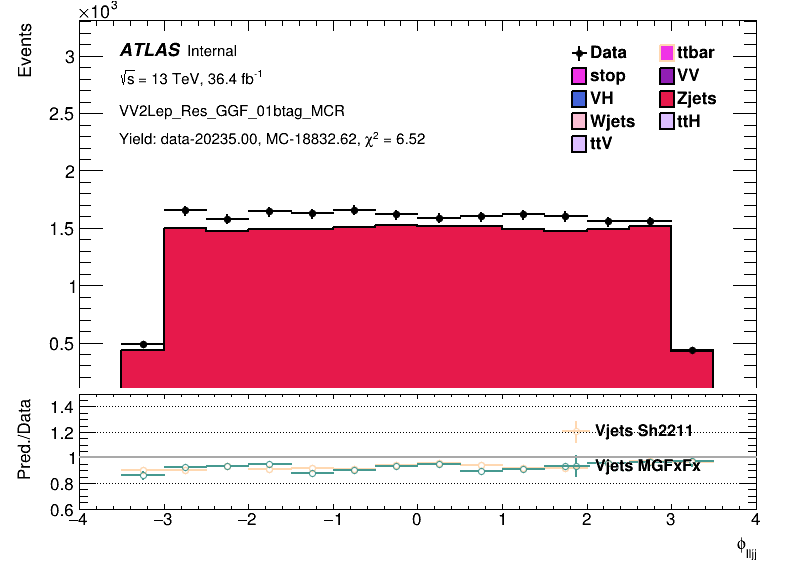 ×10³
Events
ATLAS Internal
√s = 13 TeV, 36.4 fb⁻¹
VV2Lep_Res_GGF_01btag_MCR
Yield: data-20235.00, MC-18832.62, χ² = 6.52
Data ttbar
stop VV
VH Zjets
Wjets ttH
ttV
3
2.5
2
1.5
1
0.5
Pred./Data
1.4
1.2
1
0.8
0.6
Vjets Sh2211
Vjets MGFxFx
−4 −3 −2 −1 0 1 2 3 4
ϕlljj